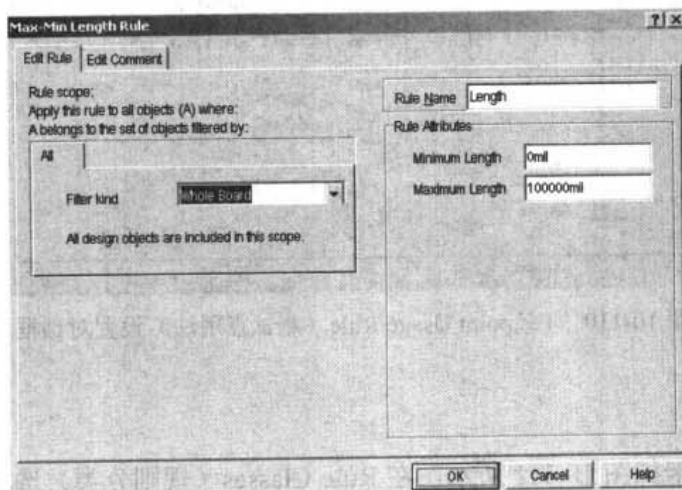 Max-Min Length Rule
Edit Rule
Edit Comment
Rule scope:
Apply this rule to all objects (A) where:
A belongs to the set of objects filtered by:
All
Filter kind
Whole Board
All design objects are included in this scope.
Rule Name
Length
Rule Attributes
Minimum Length
0mil
Maximum Length
100000mil
OK
Cancel
Help